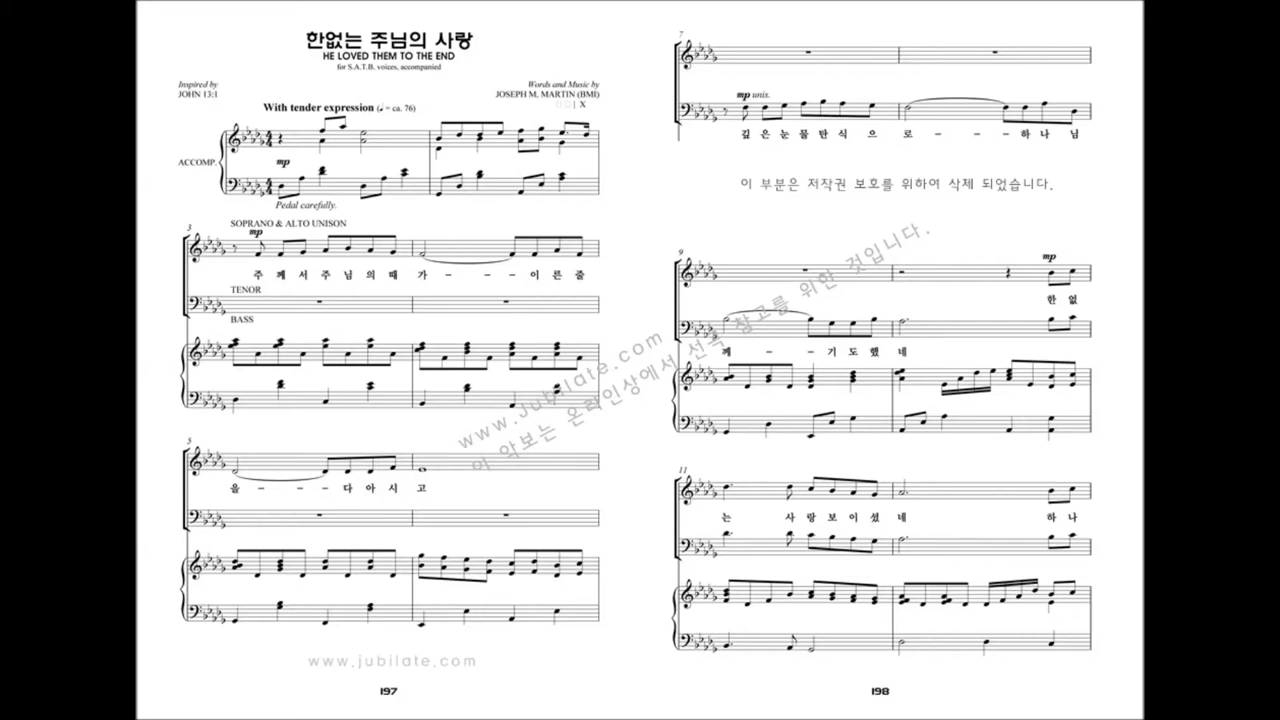 한없는 주님의 사랑
HE LOVED THEM TO THE END
for S.A.T.B. voices, accompanied
Inspired by
JOHN 13:1
Words and Music by
JOSEPH M. MARTIN (BMI)
With tender expression (♩ = ca. 76)
ACCOMP.
mp
Pedal carefully.
3
SOPRANO & ALTO UNISON
mp
주 께 서 주 님 의 때 가 - - - 이 른 줄
TENOR
BASS
5
을 - - - 다 아 시 고
www.jubilate.com
197
7
mp unis.
깊 은 눈 물 탄 식 으 로 - - - 하 나 님
이 부분은 저작권 보호를 위하여 삭제 되었습니다.
9
mp
한 없
께 - - 기 도 했 네
11
는 사 랑 보 이 셨 네 하 나
198
www.jubilate.com
이 악보는 온라인상에서 선곡 참고를 위한 것입니다.